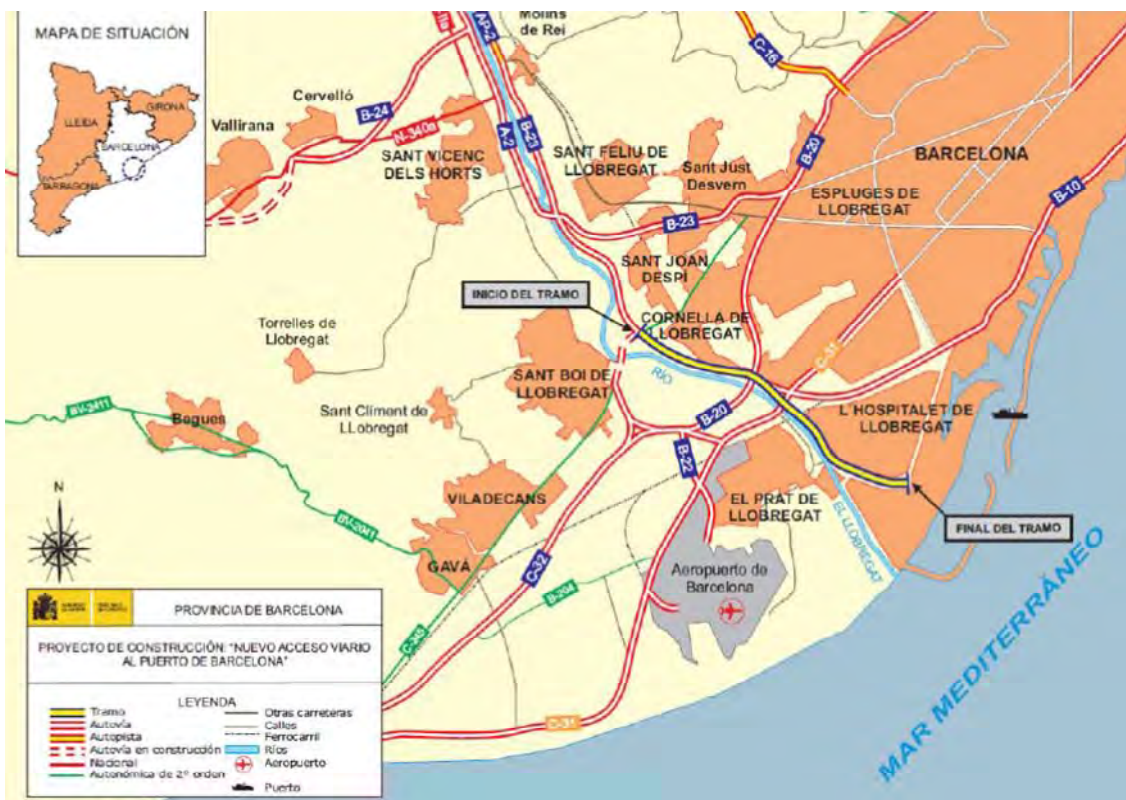 MAPA DE SITUACIÓN
LLEIDA
GIRONA
BARCELONA
TARRAGONA
Molins
de Rei
AP-2
C-16
Cervelló
B-24
Vallirana
N-340a
A-2
B-23
SANT VICENC
DELS HORTS
SANT FELIU DE
LLOBREGAT
Sant Just
Desvern
B-20
BARCELONA
ESPLUGES DE
LLOBREGAT
B-10
B-23
SANT JOAN
DESPÍ
INICIO DEL TRAMO
CORNELLA DE
LLOBREGAT
Torrelles de
Llobregat
C-31
RÍO
SANT BOI DE
LLOBREGAT
BV-2411
Begues
Sant Climent de
LLobregat
B-20
L´HOSPITALET DE
LLOBREGAT
B-22
N
VILADECANS
EL PRAT DE
LLOBREGAT
EL LLOBREGAT
FINAL DEL TRAMO
BV-2041
GAVÁ
C-32
B-204
Aeropuerto de
Barcelona
C-245
C-31
MAR MEDITERRÁNEO
PROVINCIA DE BARCELONA
PROYECTO DE CONSTRUCCIÓN: "NUEVO ACCESO VIARIO
AL PUERTO DE BARCELONA"
LEYENDA
Tramo
Autovía
Autopista
Autovía en construcción
Nacional
Autonómica de 2º orden
Otras carreteras
Calles
Ferrocarril
Ríos
Aeropuerto
Puerto